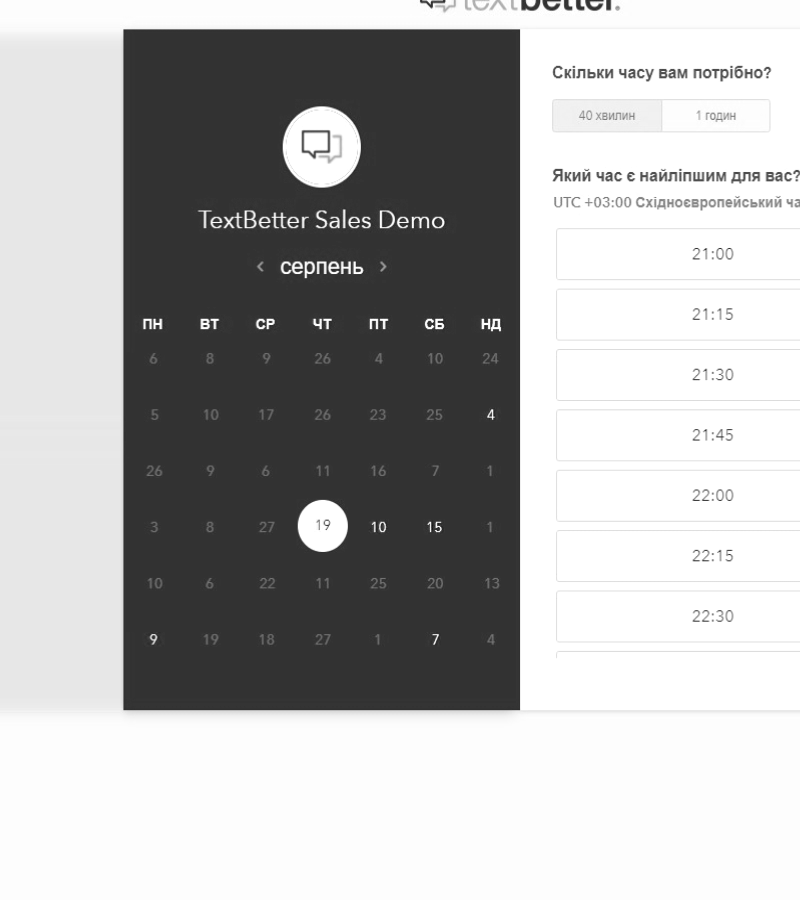 textbetter.
TextBetter Sales Demo
серпень
ПН ВТ СР ЧТ ПТ СБ НД
6 8 9 26 4 10 24
5 10 17 26 23 25 4
26 9 6 11 16 7 1
3 8 27 19 10 15 1
10 6 22 11 25 20 13
9 19 18 27 1 7 4
Скільки часу вам потрібно?
40 хвилин 1 годин
Який час є найліпшим для вас?
UTC +03:00 Східноєвропейський ча
21:00
21:15
21:30
21:45
22:00
22:15
22:30